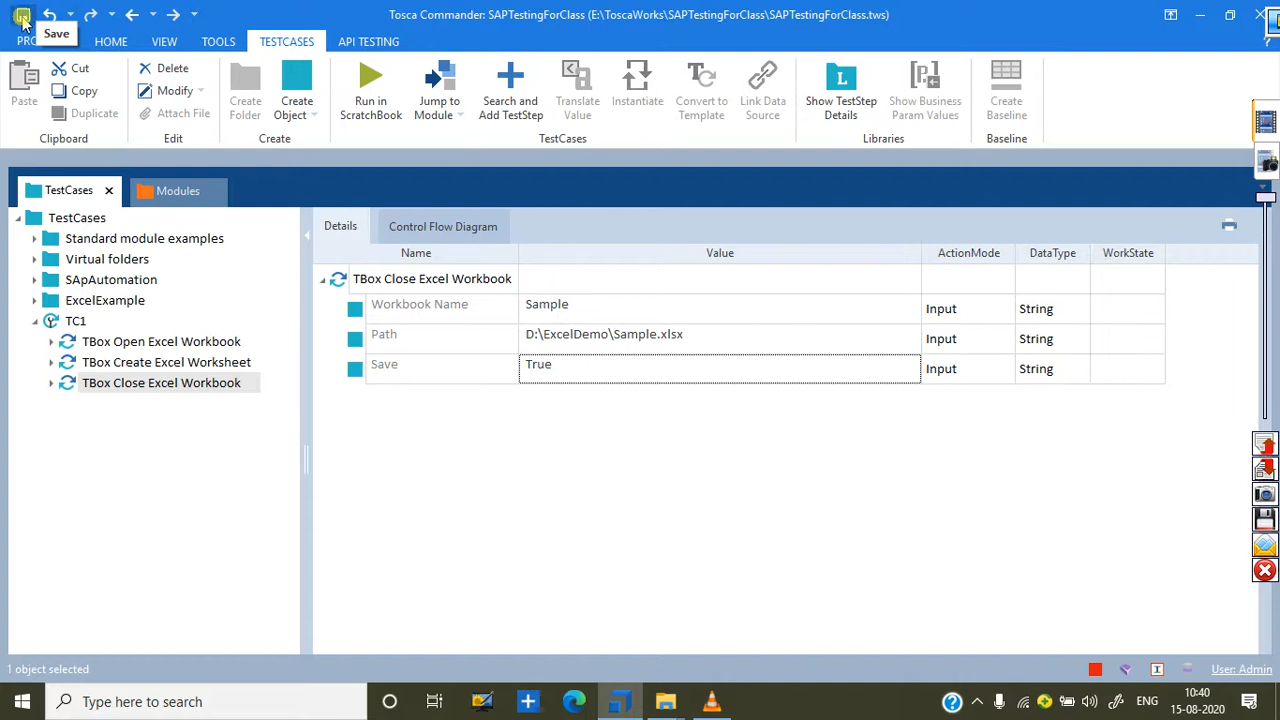 Tosca Commander: SAPTestingForClass (E:\ToscaWorks\SAPTestingForClass\SAPTestingForClass.tws)
Save
HOME VIEW TOOLS TESTCASES API TESTING
Paste
Cut
Copy
Duplicate
Clipboard
Delete
Modify
Attach File
Edit
Create Folder
Create Object
Create
Run in ScratchBook
Jump to Module
Search and Add TestStep
Translate Value
Instantiate
Convert to Template
Link Data Source
TestCases
Show TestStep Details
Show Business Param Values
Libraries
Create Baseline
Baseline
TestCases
Modules
TestCases
Standard module examples
Virtual folders
SApAutomation
ExcelExample
TC1
TBox Open Excel Workbook
TBox Create Excel Worksheet
TBox Close Excel Workbook
Details Control Flow Diagram
Name Value ActionMode DataType WorkState
TBox Close Excel Workbook
Workbook Name Sample Input String
Path D:\ExcelDemo\Sample.xlsx Input String
Save True Input String
1 object selected
User: Admin
Type here to search
ENG
10:40
15-08-2020